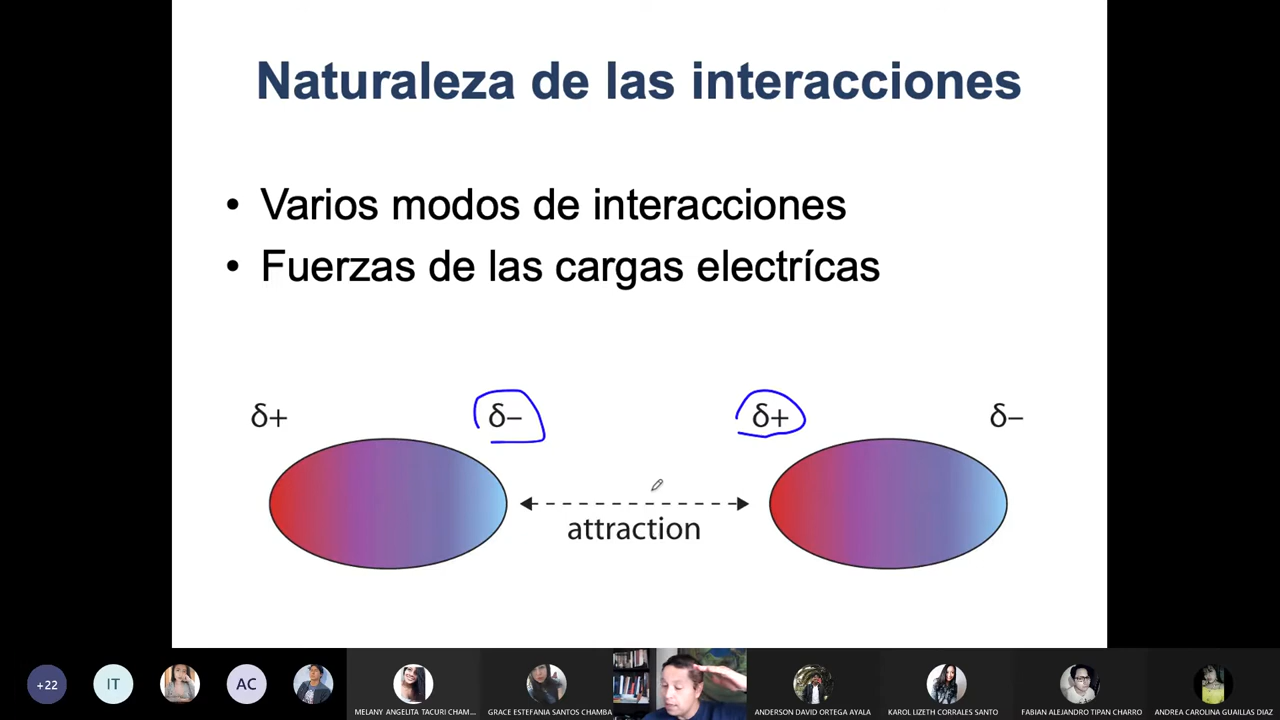 Naturaleza de las interacciones
• Varios modos de interacciones
• Fuerzas de las cargas electrícas
δ+ δ− δ+ δ−
attraction
+22 IT AC
MELANY ANGELITA TACURI CHAM... GRACE ESTEFANIA SANTOS CHAMBA ANDERSON DAVID ORTEGA AYALA KAROL LIZETH CORRALES SANTO FABIAN ALEJANDRO TIPAN CHARRO ANDREA CAROLINA GUAILLAS DIAZ